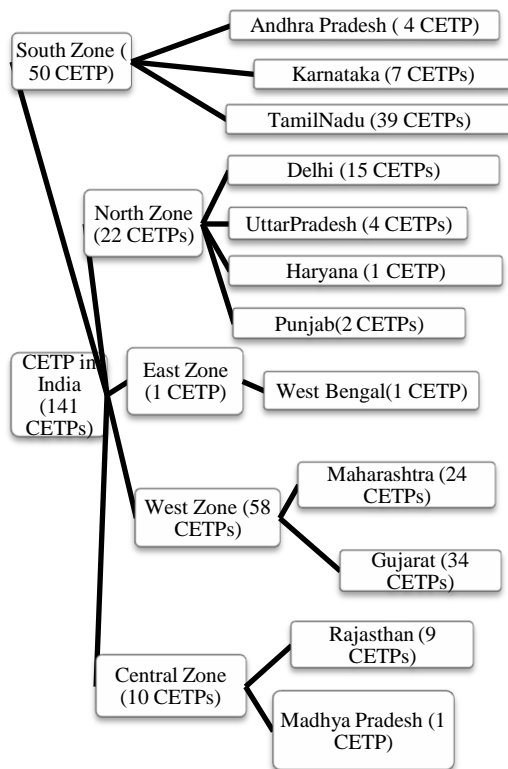 Andhra Pradesh ( 4 CETP)
South Zone (
50 CETP)
Karnataka (7 CETPs)
TamilNadu (39 CETPs)
Delhi (15 CETPs)
North Zone
(22 CETPs)
UttarPradesh (4 CETPs)
Haryana (1 CETP)
Punjab(2 CETPs)
CETP in
India
(141
CETPs)
East Zone
(1 CETP)
West Bengal(1 CETP)
West Zone (58
CETPs)
Maharashtra (24
CETPs)
Gujarat (34
CETPs)
Central Zone
(10 CETPs)
Rajasthan (9
CETPs)
Madhya Pradesh (1
CETP)